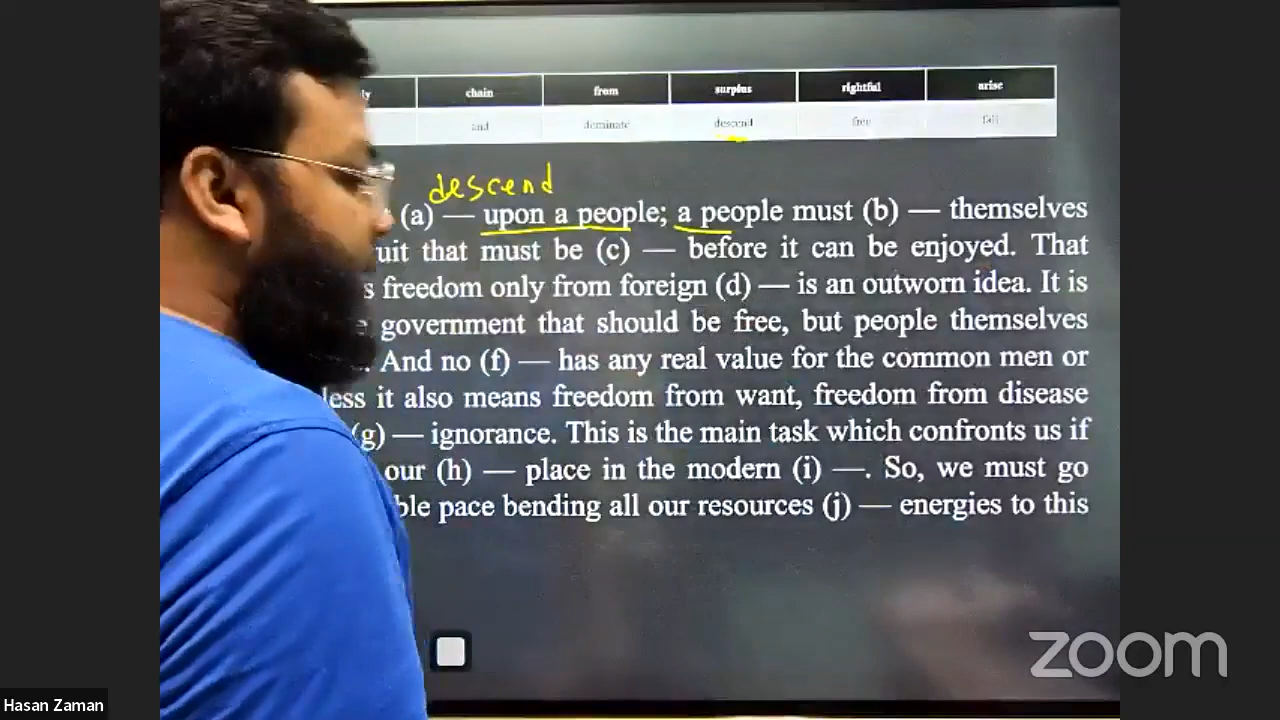 ly chain from surplus rightful arise
and dominate descend free fall
descend
(a) — upon a people; a people must (b) — themselves
uit that must be (c) — before it can be enjoyed. That
s freedom only from foreign (d) — is an outworn idea. It is
e government that should be free, but people themselves
. And no (f) — has any real value for the common men or
less it also means freedom from want, freedom from disease
(g) — ignorance. This is the main task which confronts us if
our (h) — place in the modern (i) —. So, we must go
ble pace bending all our resources (j) — energies to this
zoom
Hasan Zaman